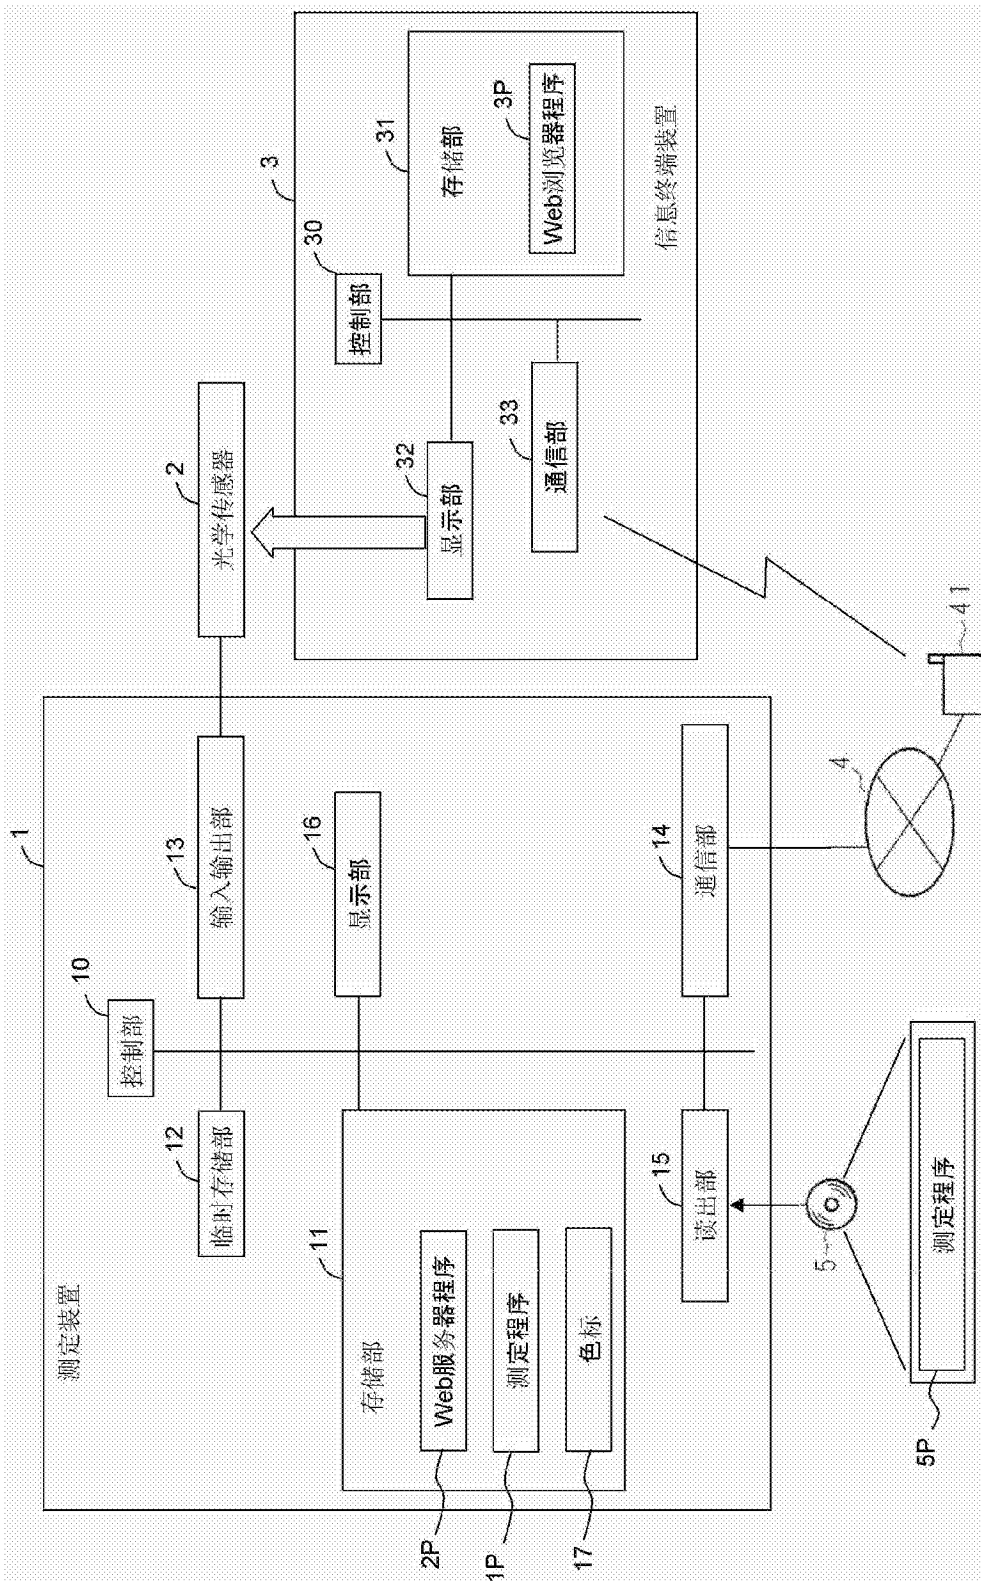 1
测定装置
10
控制部
12
临时存储部
13
输入输出部
2
光学传感器
11
存储部
2P
Web服务器程序
1P
测定程序
17
色标
16
显示部
15
读出部
14
通信部
5
5P
测定程序
4
41
3
信息终端装置
30
控制部
31
存储部
3P
Web浏览器程序
32
显示部
33
通信部